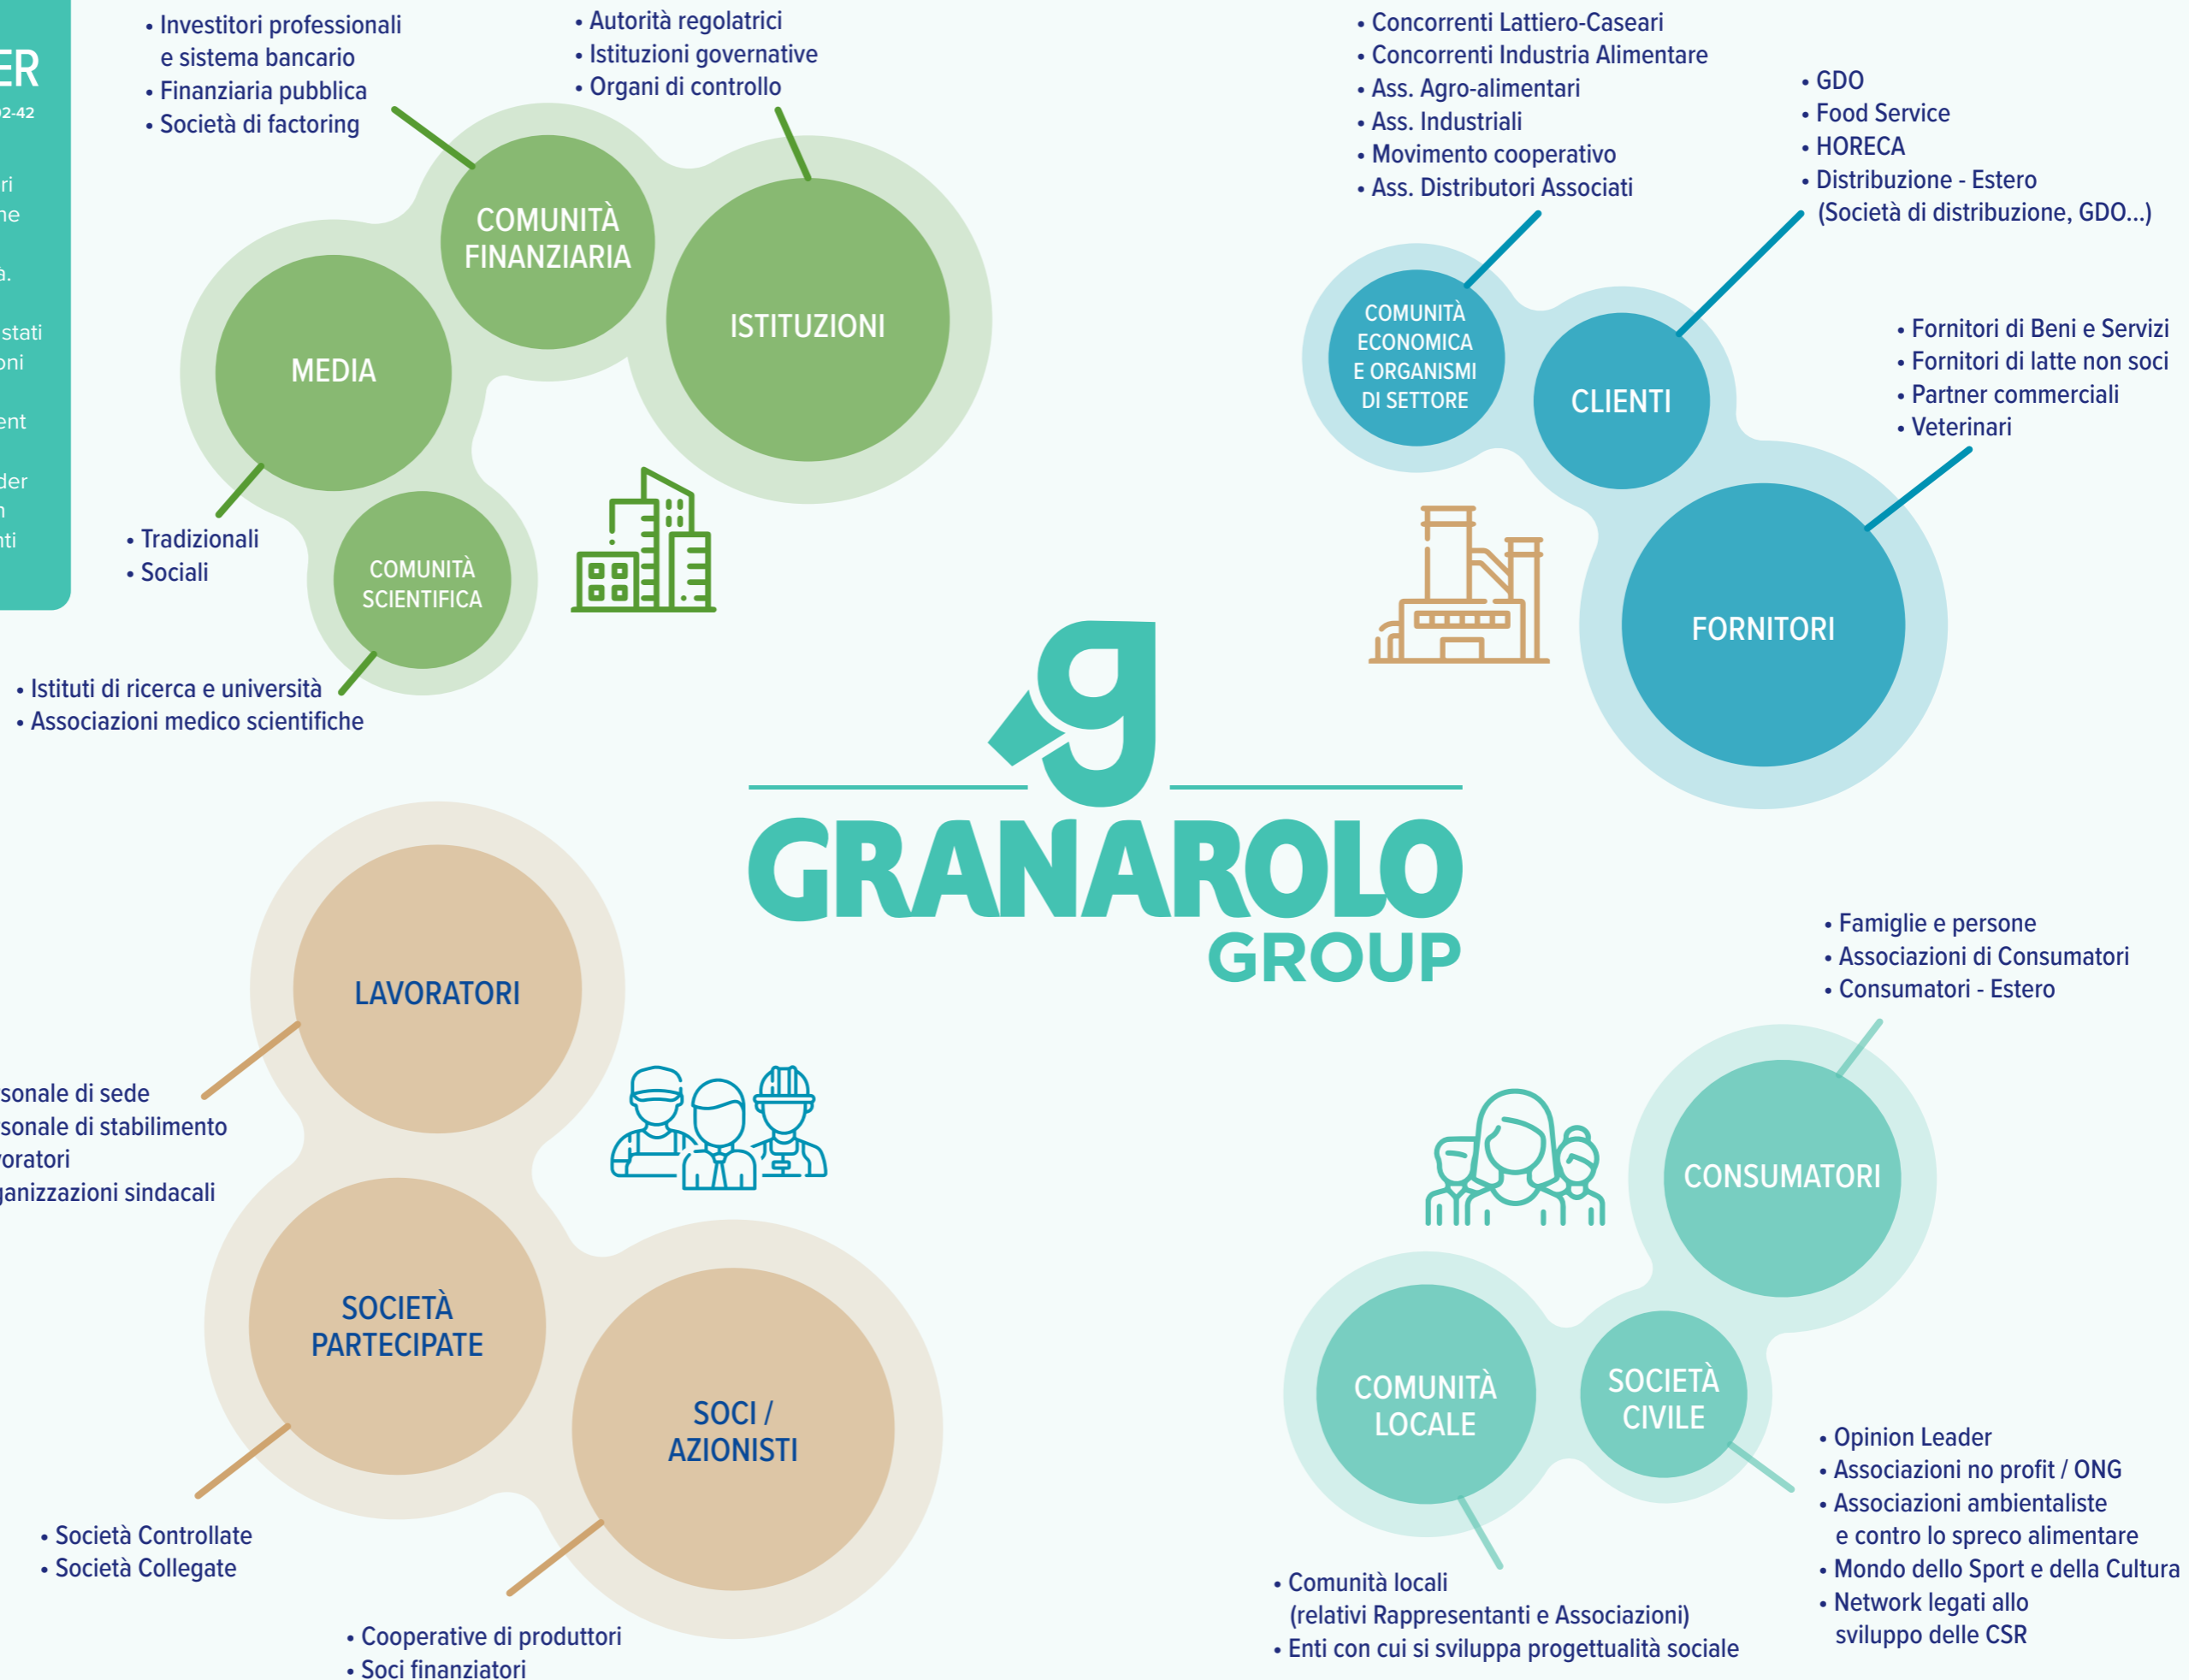 • Investitori professionali
e sistema bancario
• Finanziaria pubblica
• Società di factoring
• Autorità regolatrici
• Istituzioni governative
• Organi di controllo
COMUNITÀ
FINANZIARIA
ISTITUZIONI
MEDIA
• Tradizionali
• Sociali
COMUNITÀ
SCIENTIFICA
• Istituti di ricerca e università
• Associazioni medico scientifiche
• Concorrenti Lattiero-Caseari
• Concorrenti Industria Alimentare
• Ass. Agro-alimentari
• Ass. Industriali
• Movimento cooperativo
• Ass. Distributori Associati
• GDO
• Food Service
• HORECA
• Distribuzione - Estero
(Società di distribuzione, GDO...)
COMUNITÀ
ECONOMICA
E ORGANISMI
DI SETTORE
CLIENTI
• Fornitori di Beni e Servizi
• Fornitori di latte non soci
• Partner commerciali
• Veterinari
FORNITORI
g
GRANAROLO
GROUP
LAVORATORI
di sede
di stabilimento
sindacali
SOCIETÀ
PARTECIPATE
• Società Controllate
• Società Collegate
SOCI /
AZIONISTI
• Cooperative di produttori
• Soci finanziatori
• Famiglie e persone
• Associazioni di Consumatori
• Consumatori - Estero
CONSUMATORI
COMUNITÀ
LOCALE
SOCIETÀ
CIVILE
• Comunità locali
(relativi Rappresentanti e Associazioni)
• Enti con cui si sviluppa progettualità sociale
• Opinion Leader
• Associazioni no profit / ONG
• Associazioni ambientaliste
e contro lo spreco alimentare
• Mondo dello Sport e della Cultura
• Network legati allo
sviluppo delle CSR